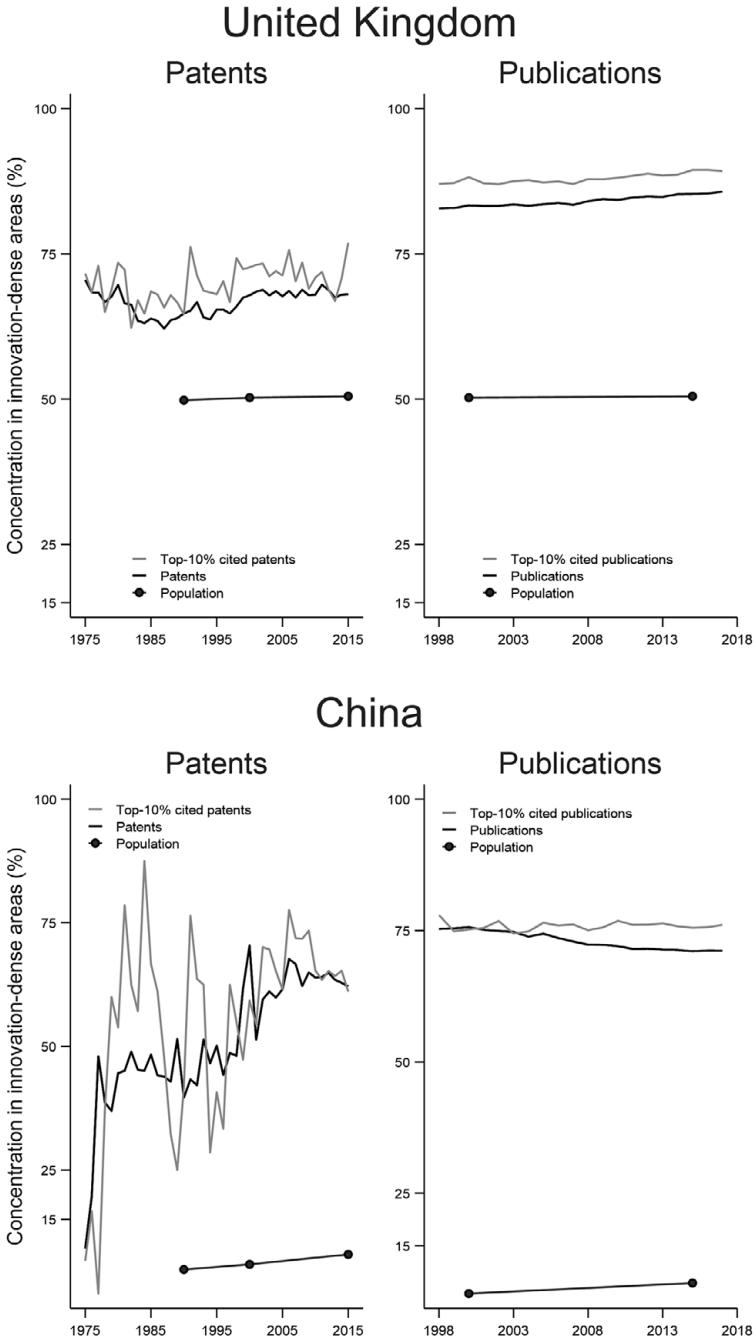 United Kingdom
Patents
Publications
Concentration in innovation-dense areas (%)
100
75
50
25
15
Top-10% cited patents
Patents
Population
1975
1985
1995
2005
2015
100
75
50
25
15
Top-10% cited publications
Publications
Population
1998
2003
2008
2013
2018
China
Patents
Publications
Concentration in innovation-dense areas (%)
100
75
50
25
15
Top-10% cited patents
Patents
Population
1975
1985
1995
2005
2015
100
75
50
25
15
Top-10% cited publications
Publications
Population
1998
2003
2008
2013
2018